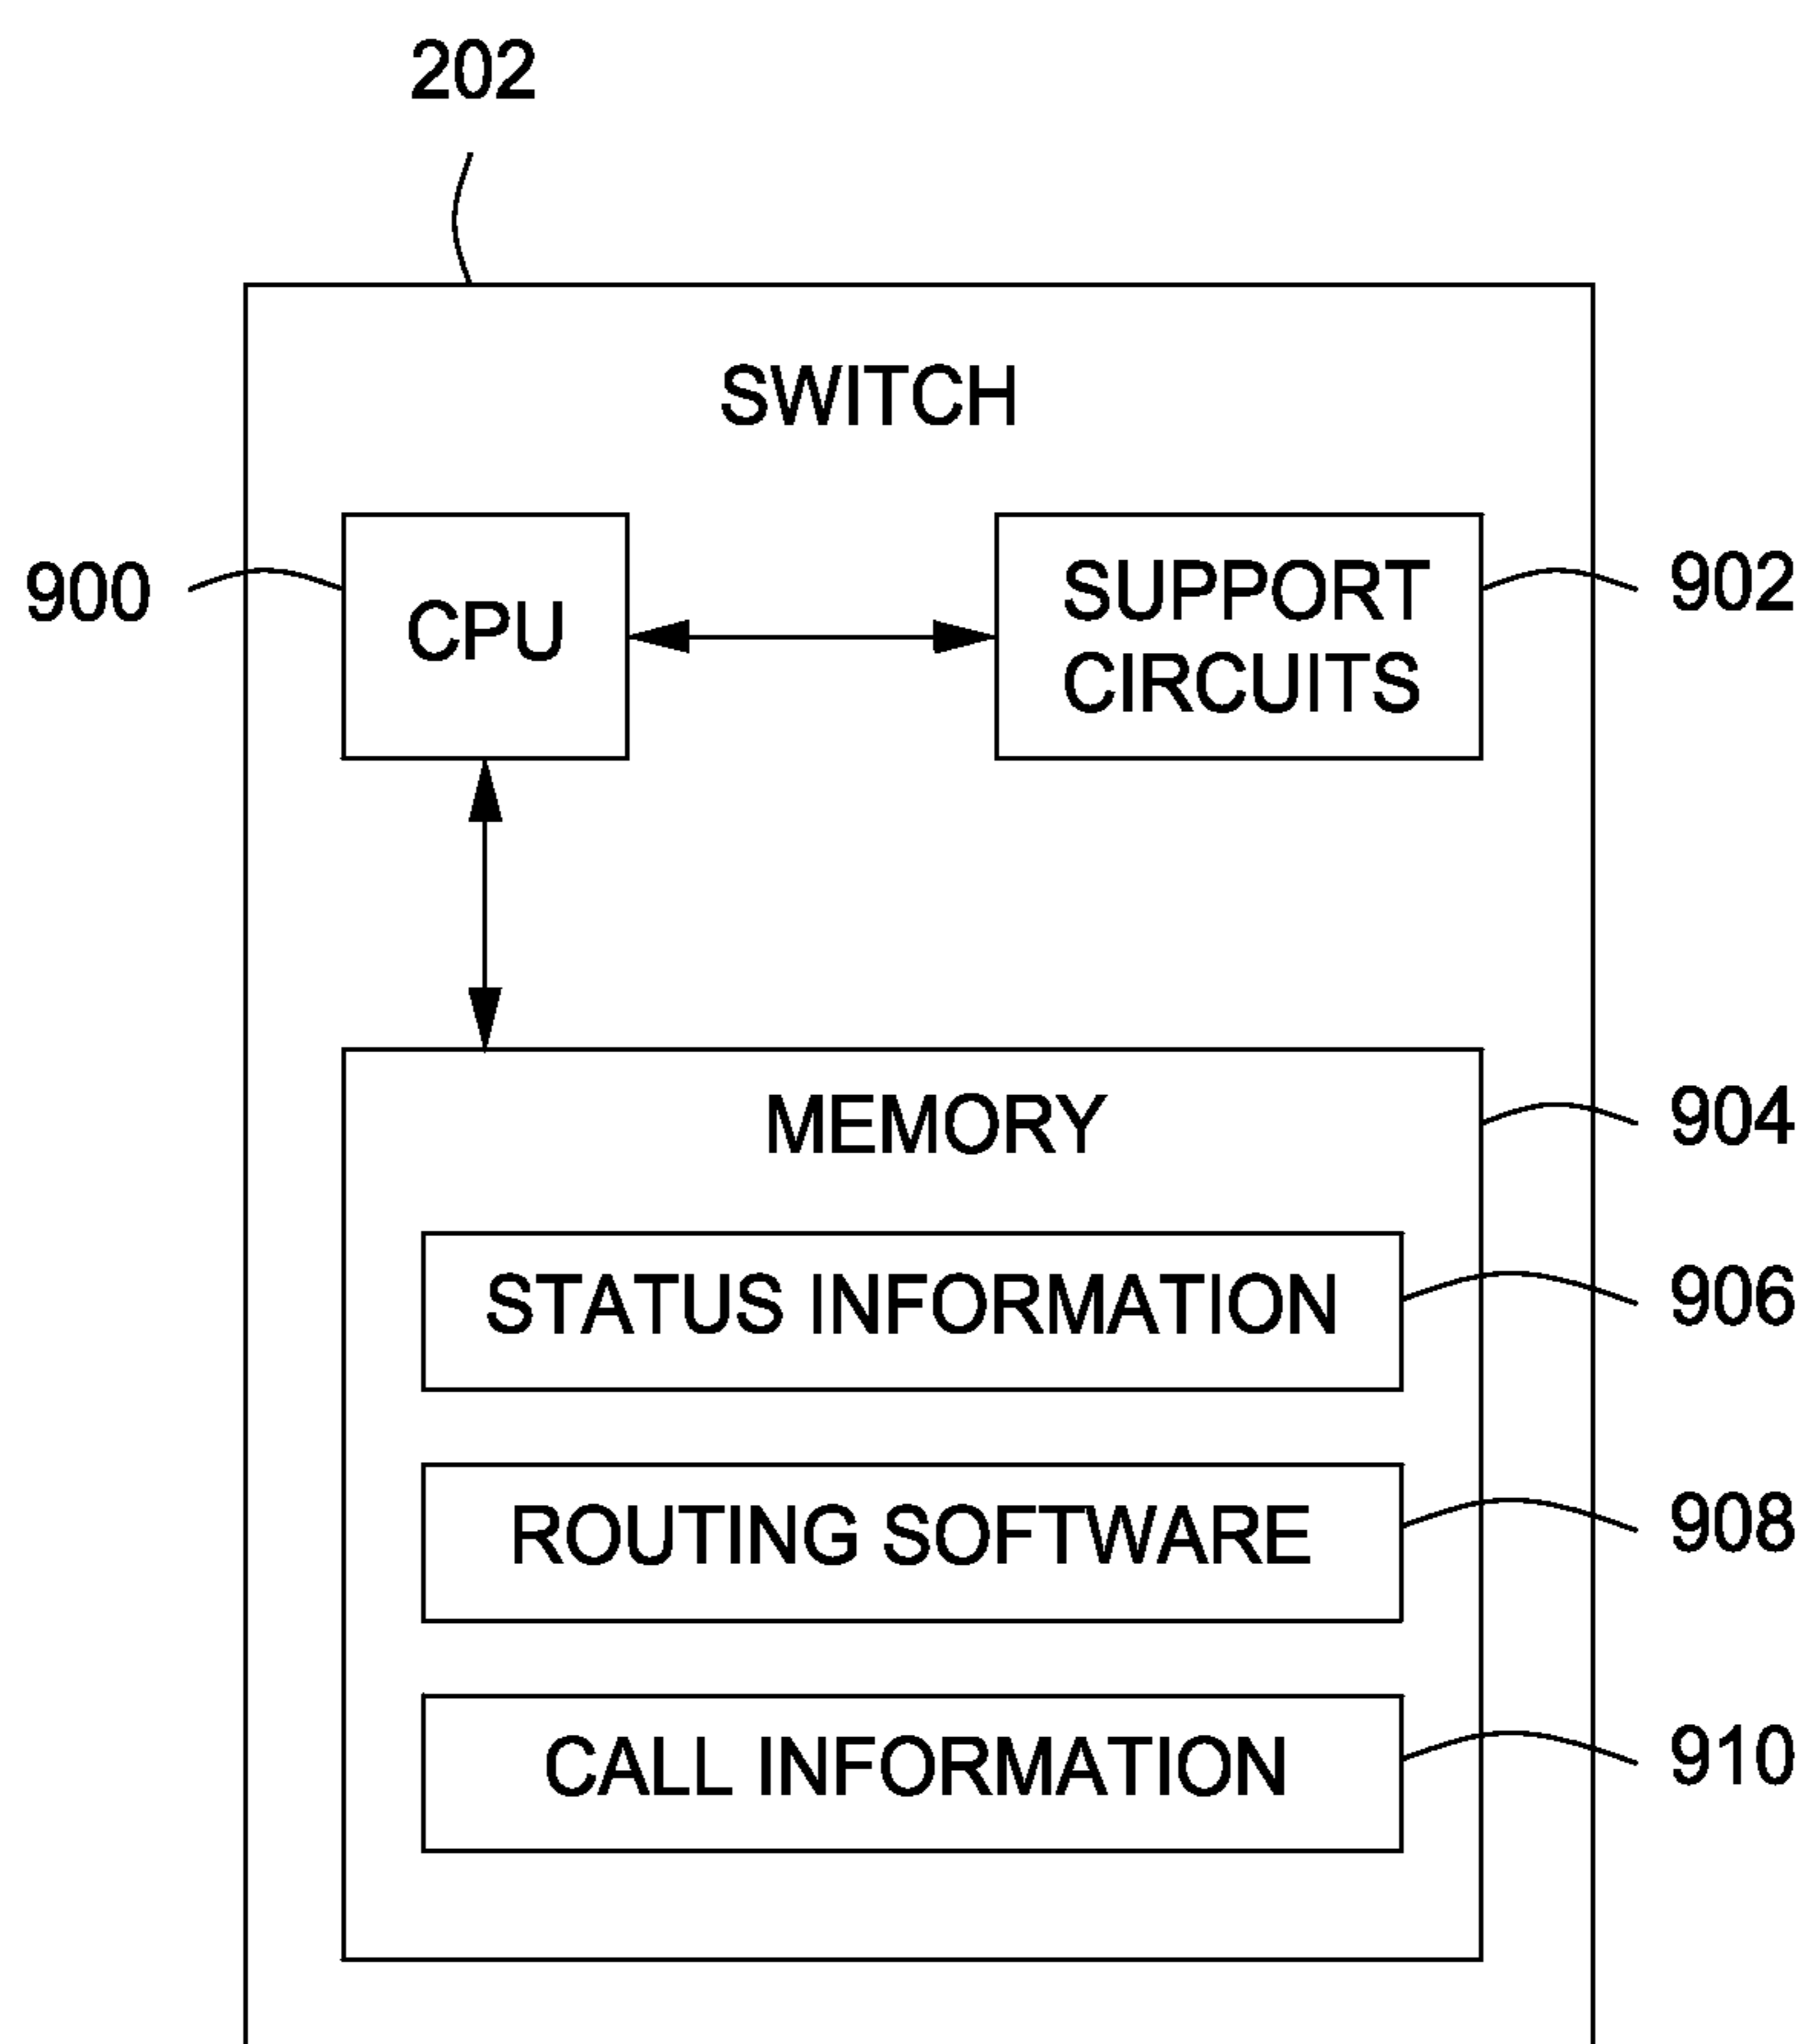 202
SWITCH
900
CPU
SUPPORT
CIRCUITS
902
MEMORY
904
STATUS INFORMATION
906
ROUTING SOFTWARE
908
CALL INFORMATION
910